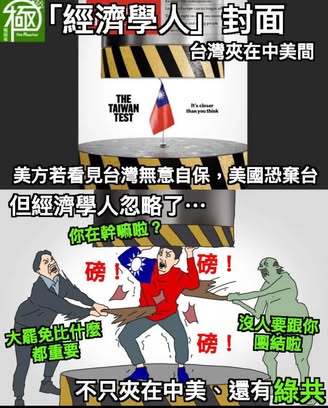 極
The Reactor
「經濟學人」封面
台灣夾在中美間
THE
TAIWAN
TEST
It's closer
than you think
美方若看見台灣無意自保，美國恐棄台
但經濟學人忽略了…
你在幹嘛啦？
磅！
磅！
磅！
大罷免比什麼
都重要
沒人要跟你
團結啦
不只夾在中美、還有綠共